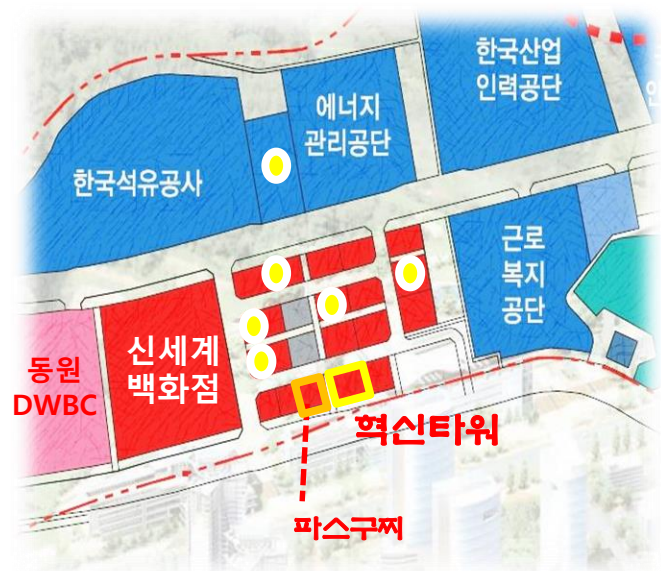 한국산업
인력공단
에너지
관리공단
한국석유공사
근로
복지
공단
신세계
백화점
동원
DWBC
혁신타워
파스구찌